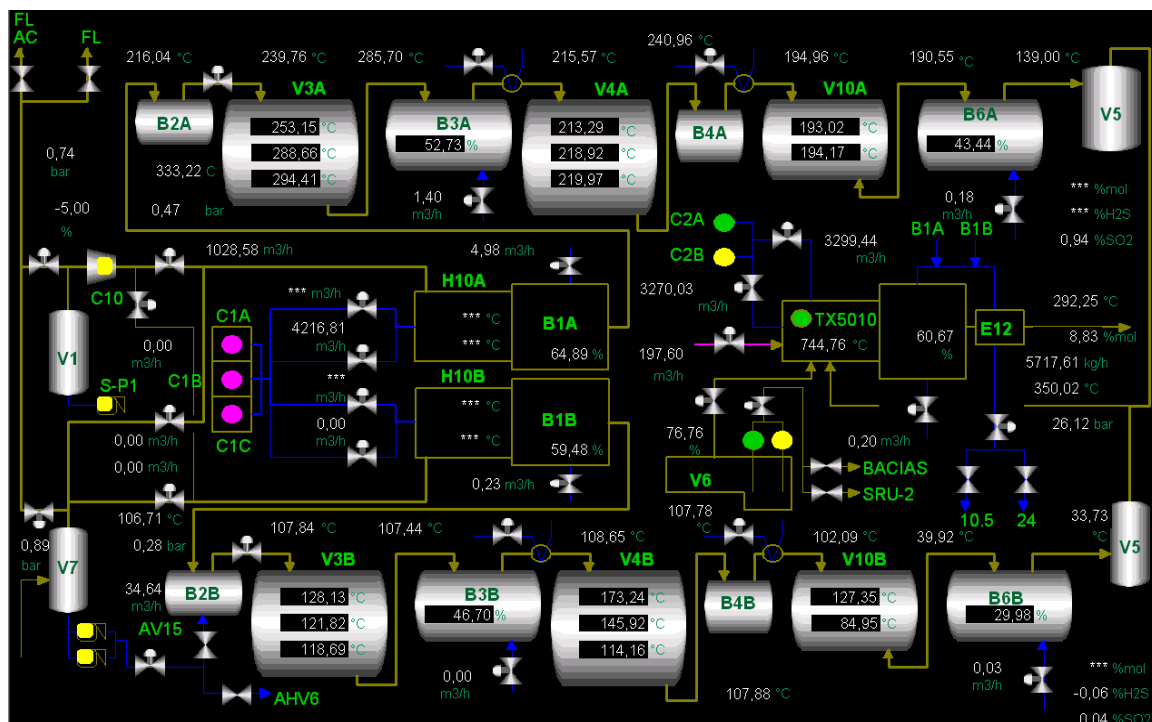 FL
AC
FL
216,04 °C
239,76 °C
285,70 °C
215,57 °C
240,96 °C
194,96 °C
190,55 °C
139,00 °C
V3A
V4A
V10A
B2A
253,15 °C
288,66 °C
294,41 °C
B3A
52,73 %
213,29 °C
218,92 °C
219,97 °C
B4A
193,02 °C
194,17 °C
B6A
43,44 %
V5
0,74
bar
333,22 C
-5,00
%
0,47 bar
1,40
m3/h
0,18
m3/h
*** %mol
*** %H2S
0,94 %SO2
1028,58 m3/h
4,98 m3/h
C2A
C2B
3299,44
m3/h
B1A
B1B
C10
H10A
*** m3/h
3270,03
m3/h
292,25 °C
C1A
4216,81
m3/h
*** °C
*** °C
B1A
64,89 %
TX5010
744,76 °C
60,67
%
E12
8,83 %mol
V1
0,00
m3/h
197,60
m3/h
5717,61 kg/h
S-P1
C1B
***
m3/h
H10B
350,02 °C
C1C
0,00
m3/h
*** °C
*** °C
B1B
59,48 %
76,76
%
0,20 m3/h
26,12 bar
0,00 m3/h
0,00 m3/h
0,23 m3/h
V6
BACIAS
SRU-2
106,71 °C
107,78
°C
10.5
24
33,73
°C
0,89
bar
0,28 bar
107,84 °C
107,44 °C
108,65 °C
102,09 °C
39,92 °C
V7
V3B
V4B
V10B
V5
34,64
m3/h
B2B
128,13 °C
121,82 °C
118,69 °C
B3B
46,70 %
173,24 °C
145,92 °C
114,16 °C
B4B
127,35 °C
84,95 °C
B6B
29,98 %
AV15
AHV6
0,00
m3/h
107,88 °C
0,03
m3/h
*** %mol
-0,06 %H2S
0,04 %SO2